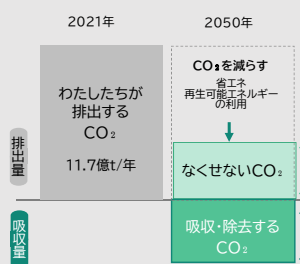 2021年
2050年
わたしたちが
排出する
CO₂
11.7億t/年
CO₂を減らす
省エネ
再生可能エネルギー
の利用
なくせないCO₂
排出量
吸収・除去する
CO₂
吸収量